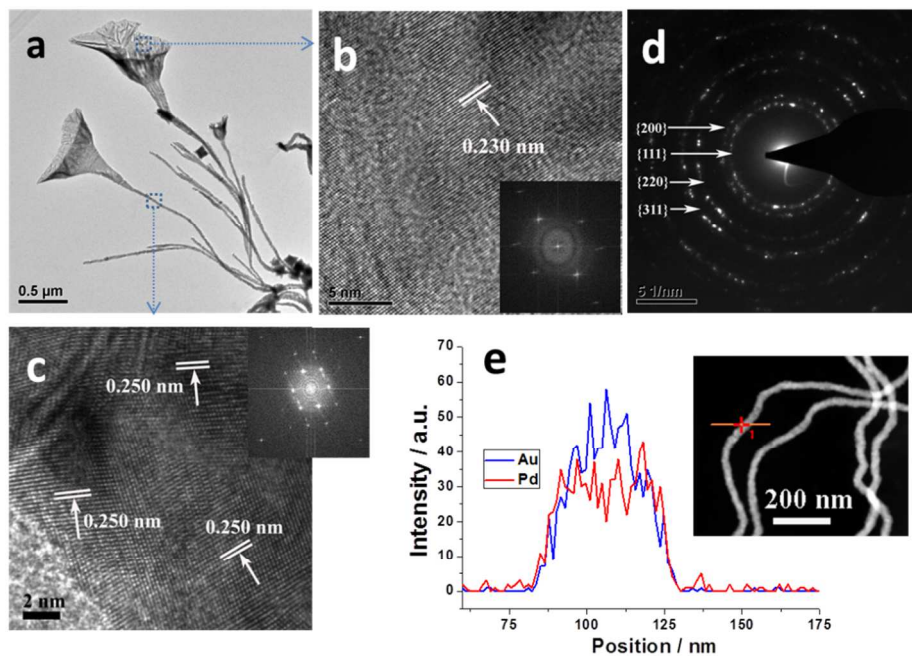 a
0.5 µm
b
0.230 nm
5 nm
d
{200}
{111}
{220}
{311}
5 1/nm
c
0.250 nm
0.250 nm
0.250 nm
2 nm
e
Intensity / a.u.
70
60
50
40
30
20
10
0
Au
Pd
1
200 nm
75
100
125
150
175
Position / nm